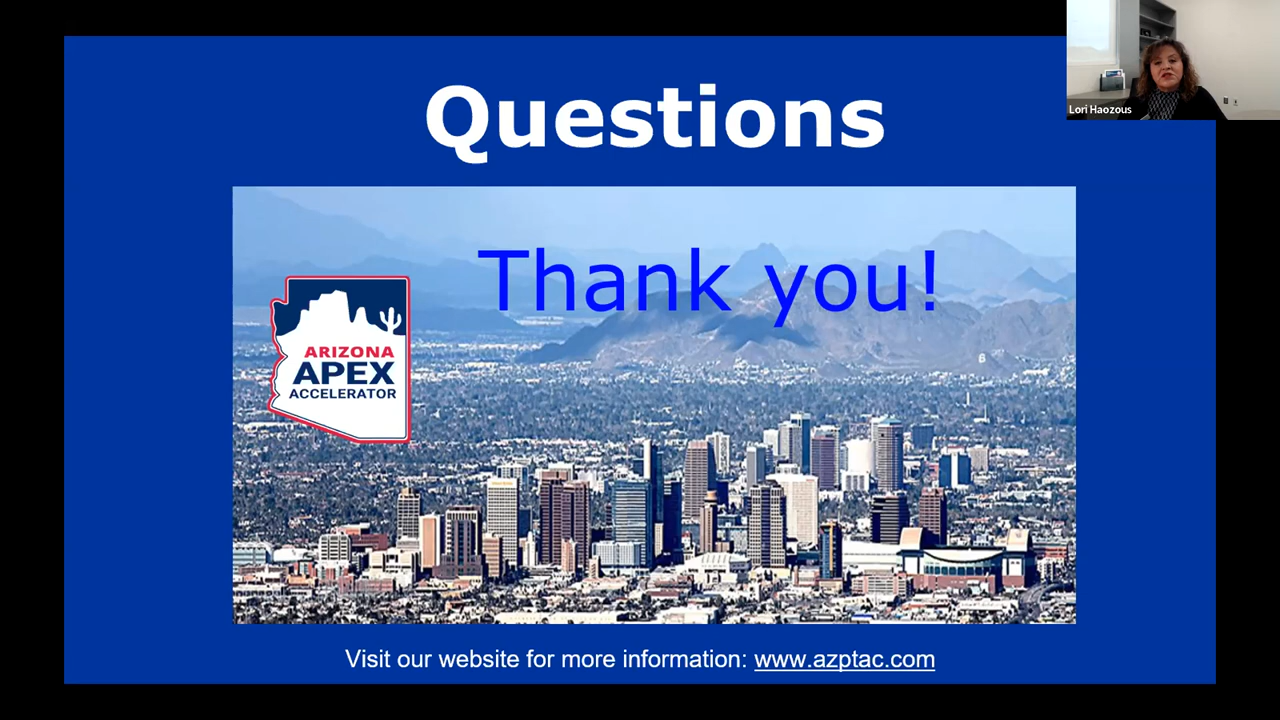 Questions
Lori Haozous
Thank you!
ARIZONA
APEX
ACCELERATOR
Visit our website for more information: www.azptac.com